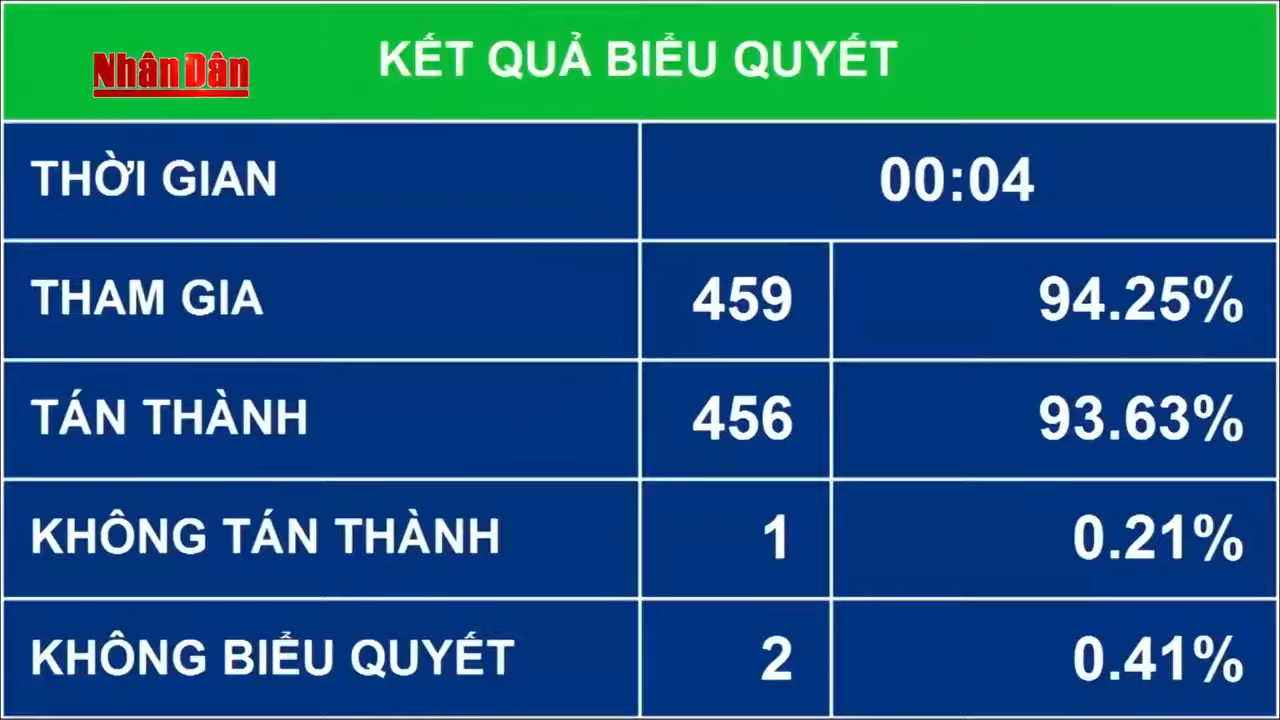 Nhân Dân
KẾT QUẢ BIỂU QUYẾT
THỜI GIAN 00:04
THAM GIA 459 94.25%
TÁN THÀNH 456 93.63%
KHÔNG TÁN THÀNH 1 0.21%
KHÔNG BIỂU QUYẾT 2 0.41%